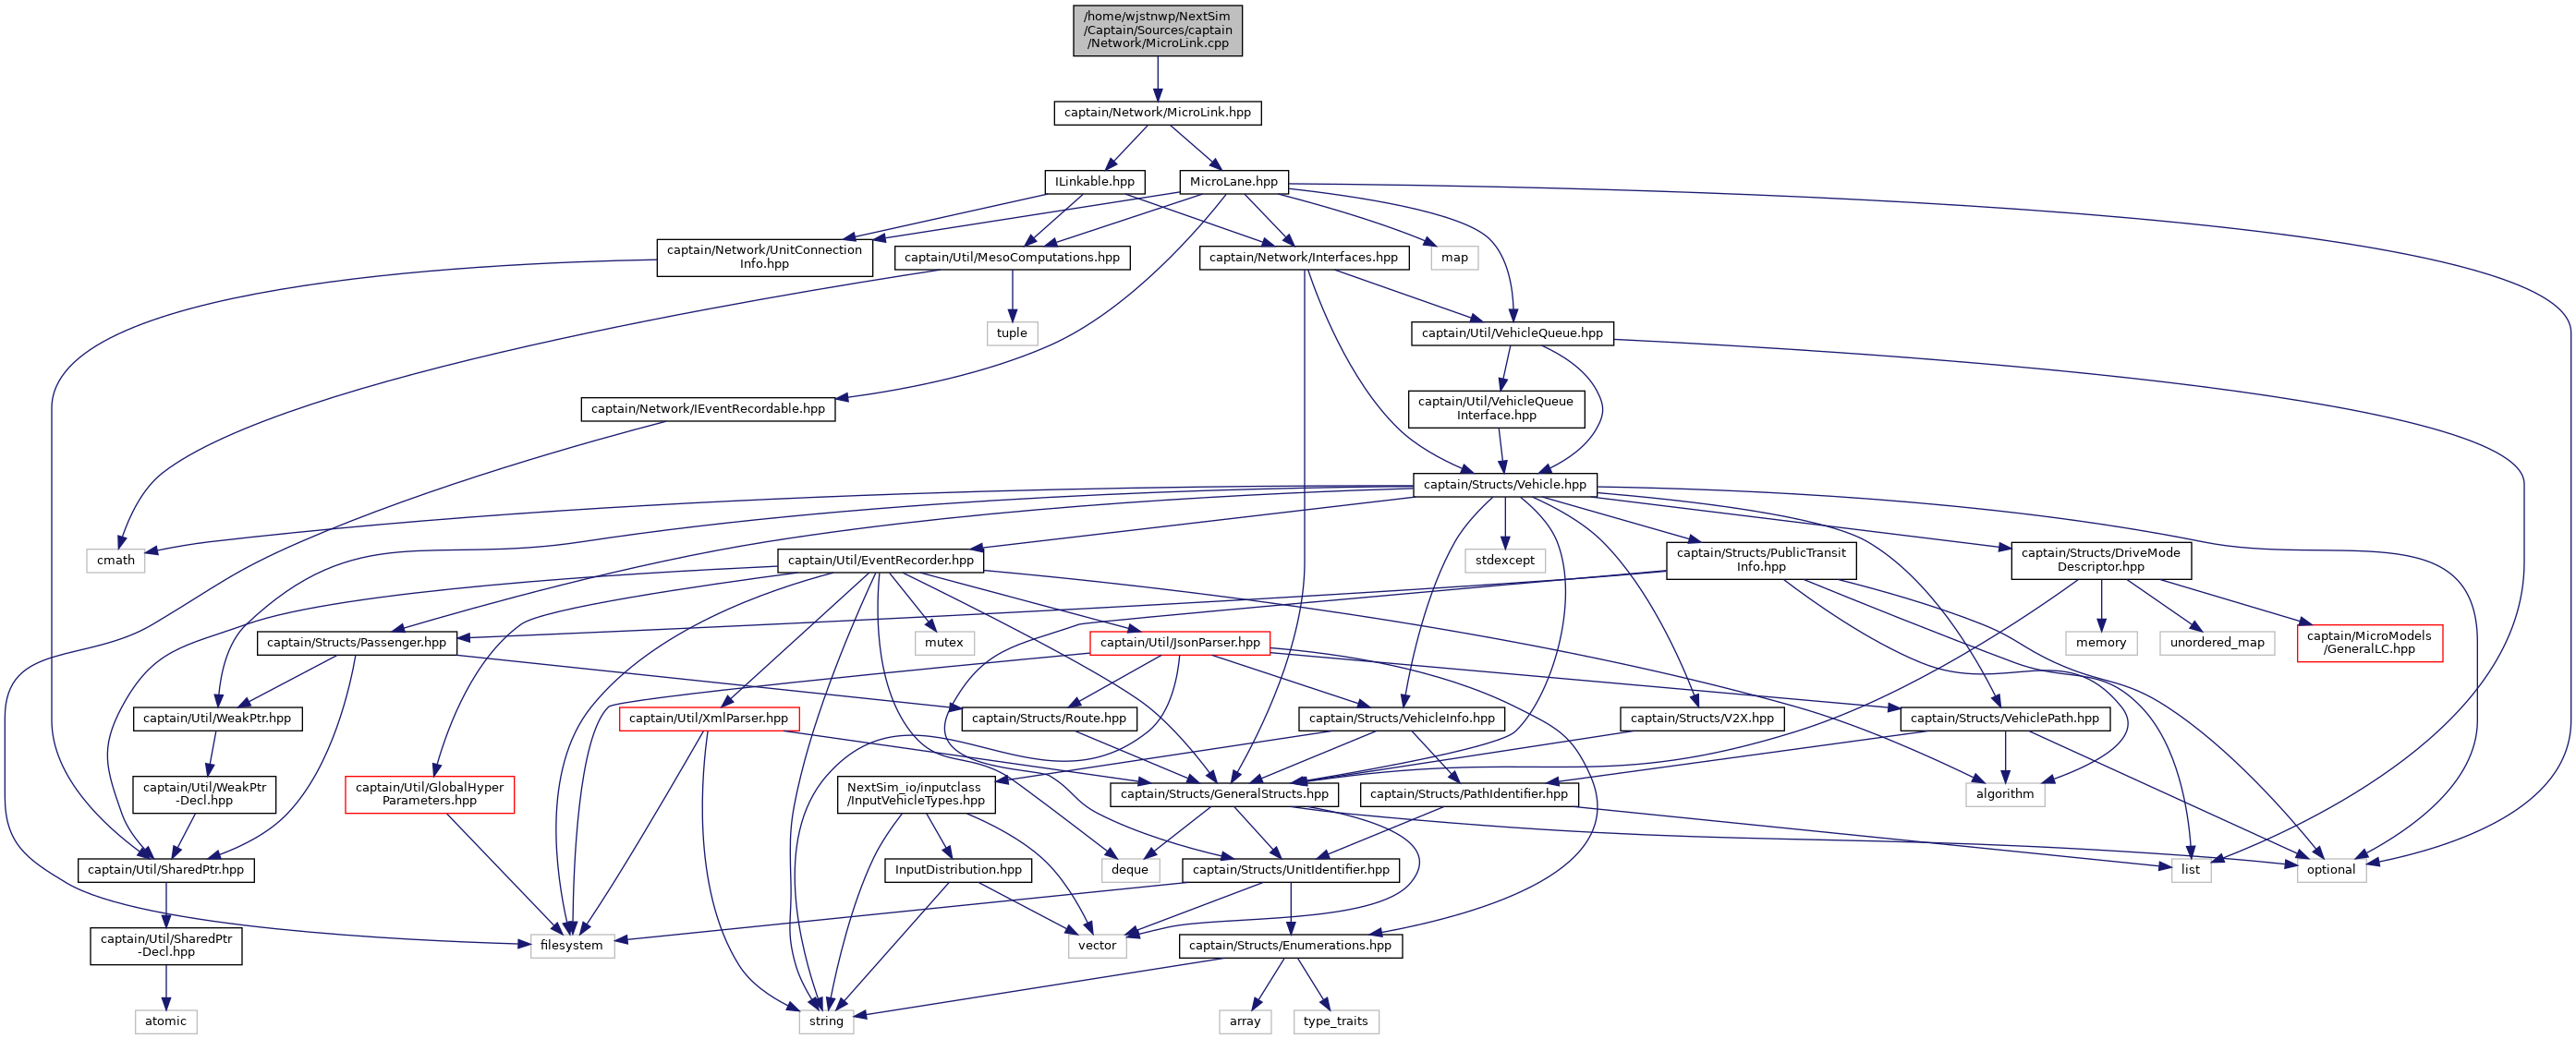 /home/wjstnwp/NextSim
/Captain/Sources/captain
/Network/MicroLink.cpp
captain/Network/MicroLink.hpp
ILinkable.hpp
MicroLane.hpp
captain/Network/UnitConnection
Info.hpp
captain/Util/MesoComputations.hpp
captain/Network/Interfaces.hpp
map
tuple
captain/Util/VehicleQueue.hpp
captain/Network/IEventRecordable.hpp
captain/Util/VehicleQueue
Interface.hpp
captain/Structs/Vehicle.hpp
cmath
captain/Util/EventRecorder.hpp
stdexcept
captain/Structs/PublicTransit
Info.hpp
captain/Structs/DriveMode
Descriptor.hpp
captain/Structs/Passenger.hpp
mutex
captain/Util/JsonParser.hpp
memory
unordered_map
captain/MicroModels
/GeneralLC.hpp
captain/Util/WeakPtr.hpp
captain/Util/XmlParser.hpp
captain/Structs/Route.hpp
captain/Structs/VehicleInfo.hpp
captain/Structs/V2X.hpp
captain/Structs/VehiclePath.hpp
captain/Util/WeakPtr
-Decl.hpp
captain/Util/GlobalHyper
Parameters.hpp
NextSim_io/inputclass
/InputVehicleTypes.hpp
captain/Structs/GeneralStructs.hpp
captain/Structs/PathIdentifier.hpp
algorithm
captain/Util/SharedPtr.hpp
InputDistribution.hpp
deque
captain/Structs/UnitIdentifier.hpp
list
optional
captain/Util/SharedPtr
-Decl.hpp
filesystem
vector
captain/Structs/Enumerations.hpp
atomic
string
array
type_traits